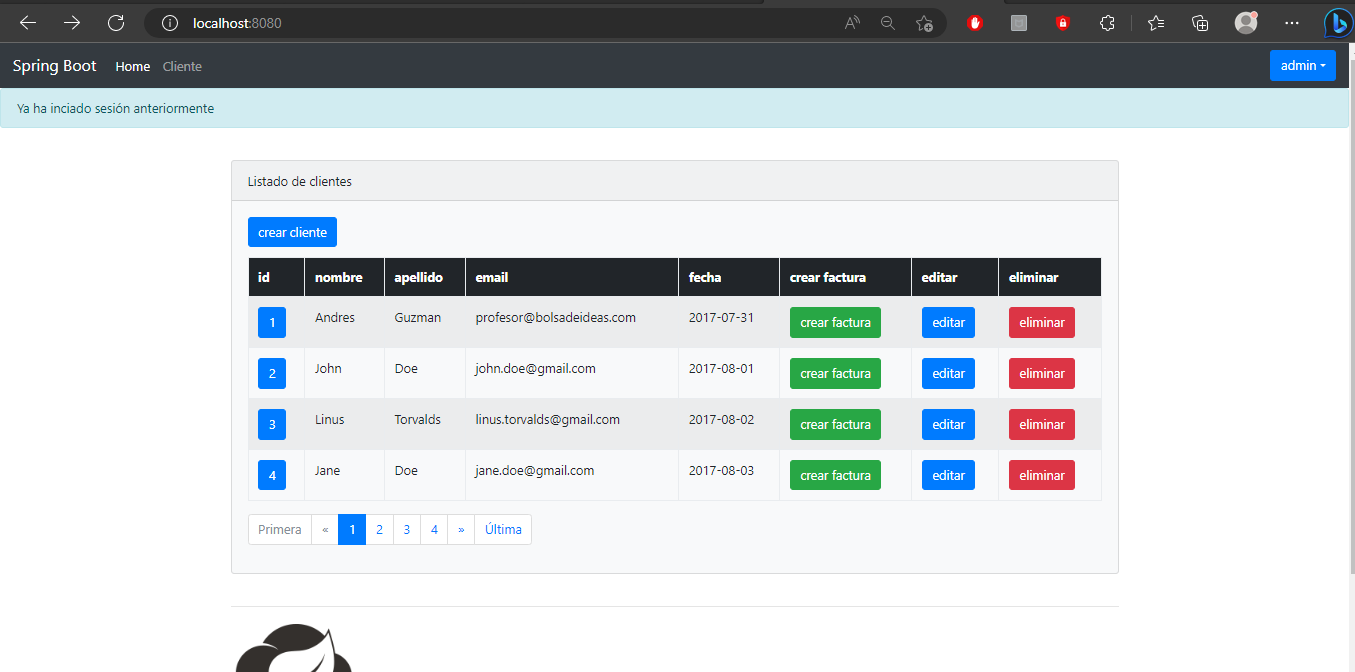 localhost:8080
Spring Boot Home Cliente admin
Ya ha inciado sesión anteriormente
Listado de clientes
crear cliente
id nombre apellido email fecha crear factura editar eliminar
1 Andres Guzman profesor@bolsadeideas.com 2017-07-31 crear factura editar eliminar
2 John Doe john.doe@gmail.com 2017-08-01 crear factura editar eliminar
3 Linus Torvalds linus.torvalds@gmail.com 2017-08-02 crear factura editar eliminar
4 Jane Doe jane.doe@gmail.com 2017-08-03 crear factura editar eliminar
Primera « 1 2 3 4 » Última